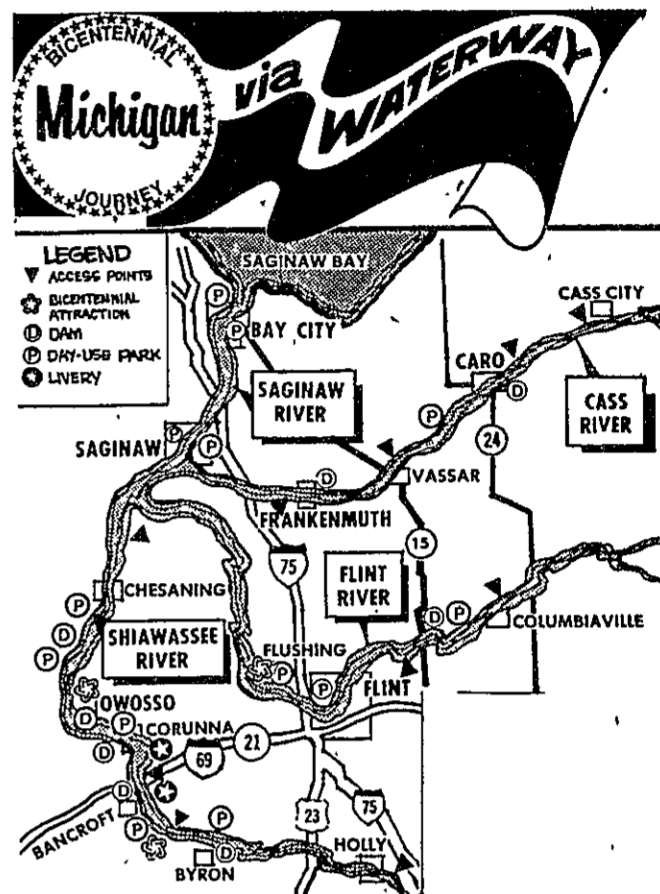 BICENTENNIAL
Michigan
JOURNEY
via WATERWAY
LEGEND
ACCESS POINTS
BICENTENNIAL
ATTRACTION
D DAM
P DAY-USE PARK
LIVERY
SAGINAW BAY
P
P
BAY CITY
CASS CITY
CARO
D
SAGINAW
RIVER
CASS
RIVER
P
SAGINAW
P
P
24
D
VASSAR
FRANKENMUTH
15
75
FLINT
RIVER
CHESANING
P
D
P
COLUMBIAVILLE
SHIAWASSEE
RIVER
D
P
FLUSHING
P
P
FLINT
OWOSSO
D
P
CORUNNA
D
21
69
D
23
75
BANCROFT
P
P
D
HOLLY
BYRON